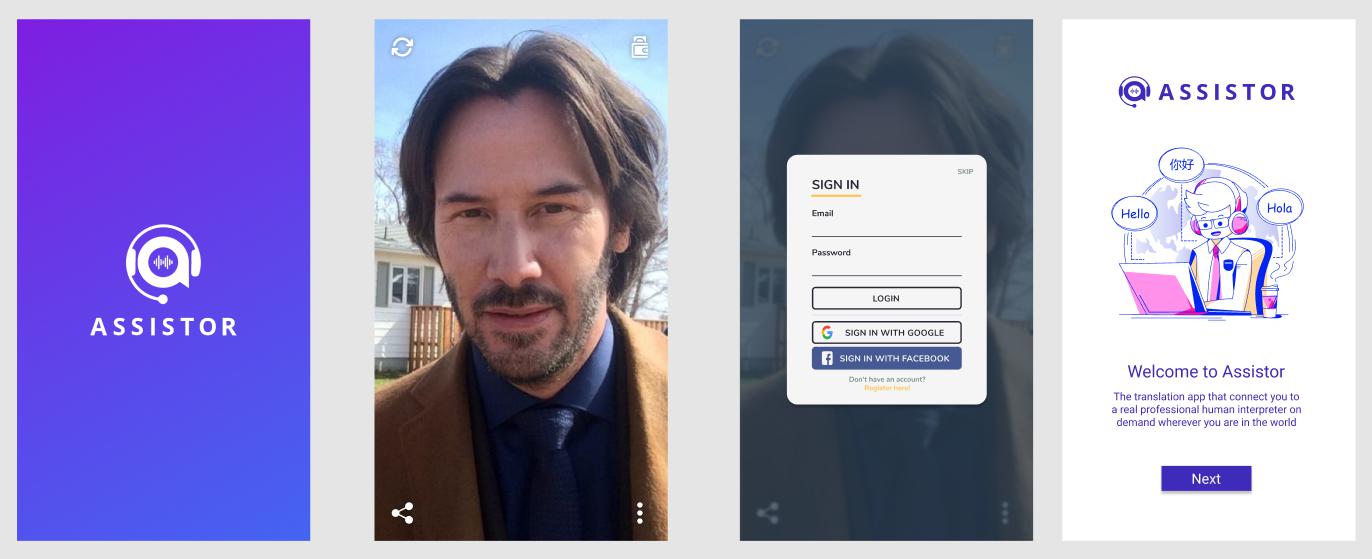 ASSISTOR
SKIP
SIGN IN
Email
Password
LOGIN
SIGN IN WITH GOOGLE
SIGN IN WITH FACEBOOK
Don't have an account?
Register here!
ASSISTOR
你好
Hello
Hola
Welcome to Assistor
The translation app that connect you to
a real professional human interpreter on
demand wherever you are in the world
Next